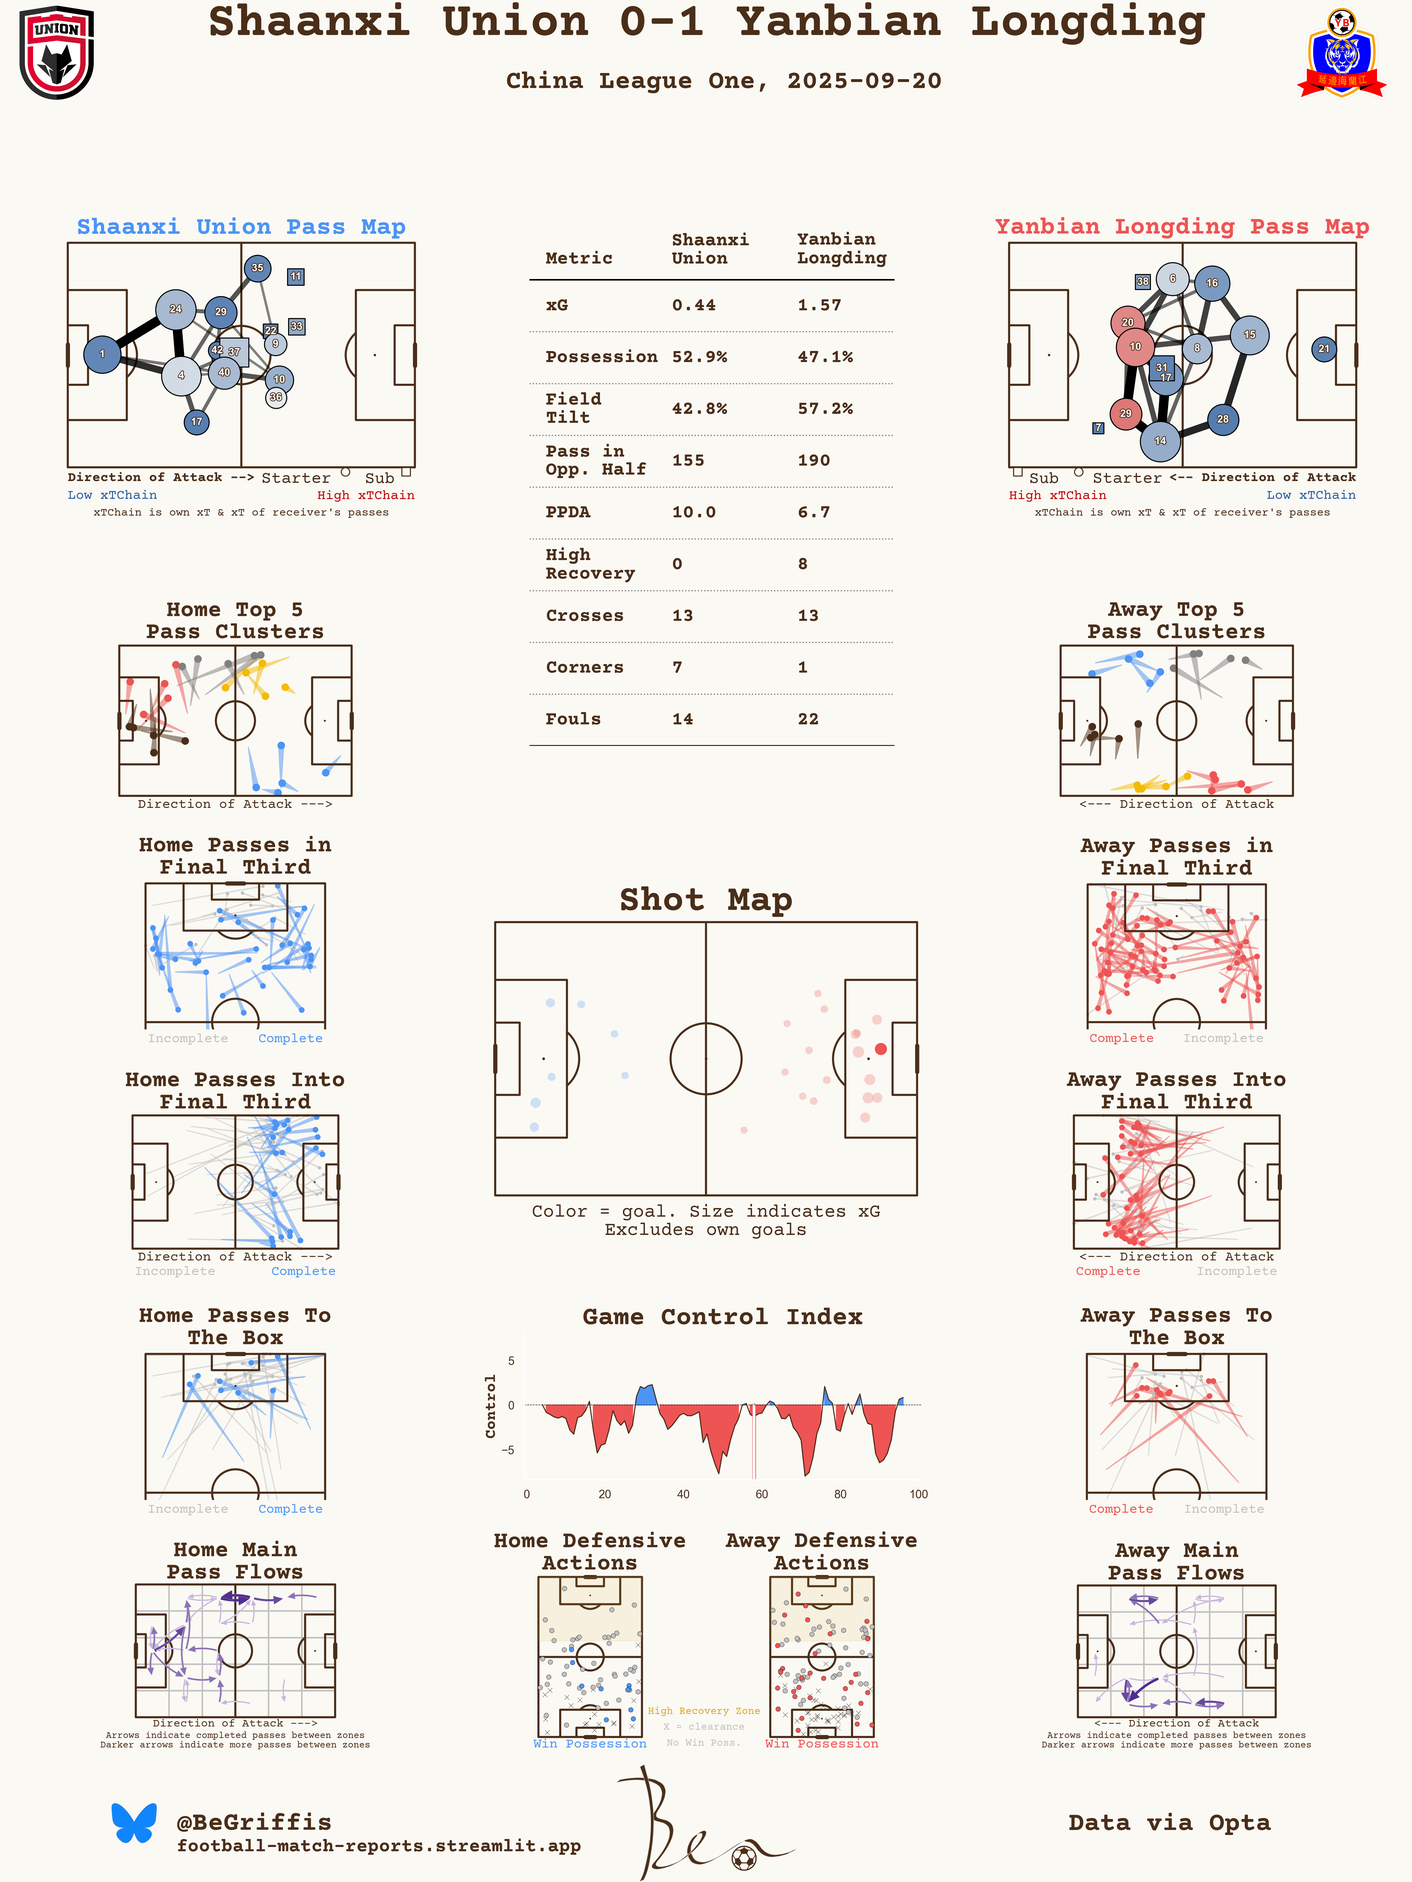 Shaanxi Union 0-1 Yanbian Longding
China League One, 2025-09-20
UNION
YB
延邊海蘭江
Shaanxi Union Pass Map
35
11
24
29
22
33
9
42
37
1
4
40
10
36
17
Direction of Attack --> Starter Sub
Low xTChain High xTChain
xTChain is own xT & xT of receiver's passes
Metric Shaanxi Union Yanbian Longding
xG 0.44 1.57
Possession 52.9% 47.1%
Field Tilt 42.8% 57.2%
Pass in Opp. Half 155 190
PPDA 10.0 6.7
High Recovery 0 8
Crosses 13 13
Corners 7 1
Fouls 14 22
Yanbian Longding Pass Map
38
6
16
20
15
10
8
21
31
17
29
28
7
14
Sub Starter <-- Direction of Attack
High xTChain Low xTChain
xTChain is own xT & xT of receiver's passes
Home Top 5
Pass Clusters
Direction of Attack --->
Away Top 5
Pass Clusters
<--- Direction of Attack
Home Passes in
Final Third
Incomplete Complete
Away Passes in
Final Third
Complete Incomplete
Shot Map
Color = goal. Size indicates xG
Excludes own goals
Home Passes Into
Final Third
Direction of Attack --->
Incomplete Complete
Away Passes Into
Final Third
<--- Direction of Attack
Complete Incomplete
Home Passes To
The Box
Incomplete Complete
Game Control Index
Control
5
0
−5
0 20 40 60 80 100
Away Passes To
The Box
Complete Incomplete
Home Main
Pass Flows
Direction of Attack --->
Arrows indicate completed passes between zones
Darker arrows indicate more passes between zones
Home Defensive
Actions
Win Possession
Away Defensive
Actions
Win Possession
High Recovery Zone
X = clearance
No Win Poss.
Away Main
Pass Flows
<--- Direction of Attack
Arrows indicate completed passes between zones
Darker arrows indicate more passes between zones
@BeGriffis
football-match-reports.streamlit.app
Ben
Data via Opta